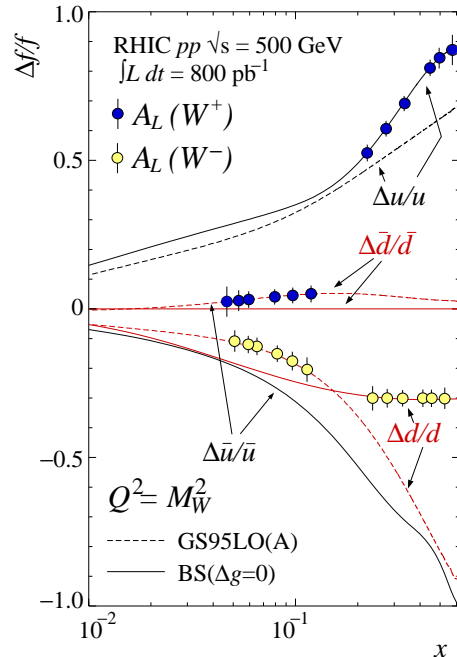 Δf/f
1.0
RHIC pp √s = 500 GeV
∫L dt = 800 pb⁻¹
A_L (W⁺)
A_L (W⁻)
0.5
Δu/u
Δd̄/d̄
0
Δd/d
Δū/ū
−0.5
Q² = M_W²
GS95LO(A)
BS(Δg=0)
−1.0
10⁻²
10⁻¹
x